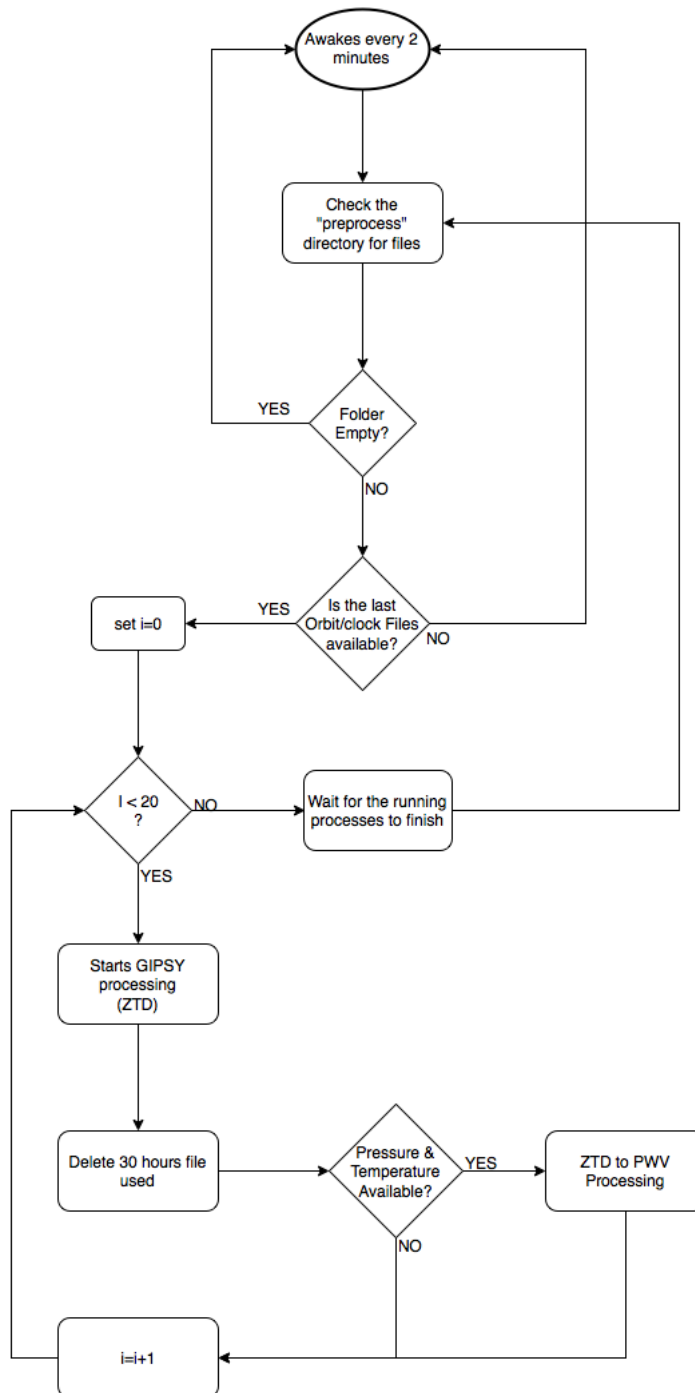 Awakes every 2
minutes
Check the
"preprocess"
directory for files
YES
Folder
Empty?
NO
YES
Is the last
Orbit/clock Files
available?
NO
set i=0
I < 20
?
NO
Wait for the running
processes to finish
YES
Starts GIPSY
processing
(ZTD)
Delete 30 hours file
used
Pressure &
Temperature
Available?
YES
ZTD to PWV
Processing
NO
i=i+1